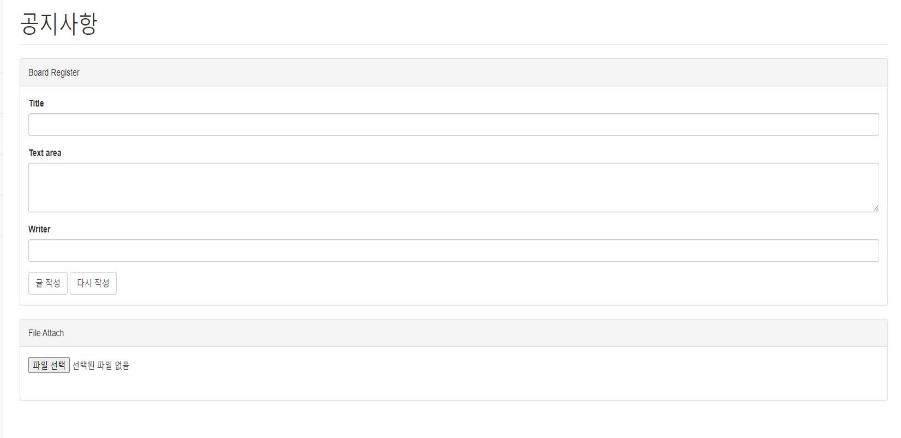 공지사항
Board Register
Title
Text area
Writer
글 작성 다시 작성
File Attach
파일 선택 선택된 파일 없음